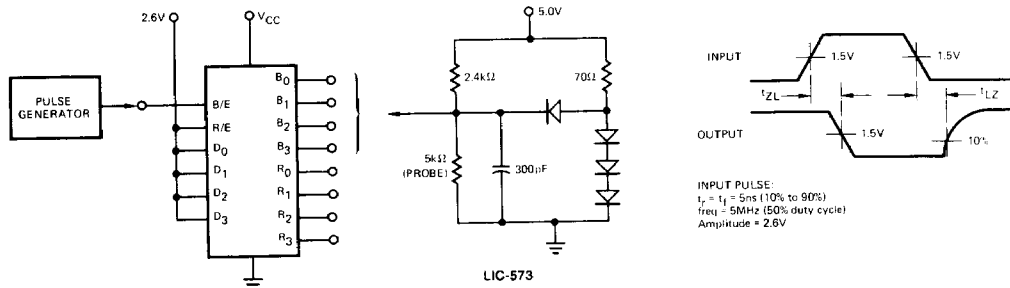 2.6V
VCC
PULSE
GENERATOR
B/E
R/E
D0
D1
D2
D3
B0
B1
B2
B3
R0
R1
R2
R3
5.0V
2.4kΩ
70Ω
5kΩ
(PROBE)
300pF
LIC-573
INPUT
1.5V
1.5V
tZL
tLZ
OUTPUT
1.5V
10%
INPUT PULSE:
tr = tf = 5ns (10% to 90%)
freq = 5MHz (50% duty cycle)
Amplitude = 2.6V